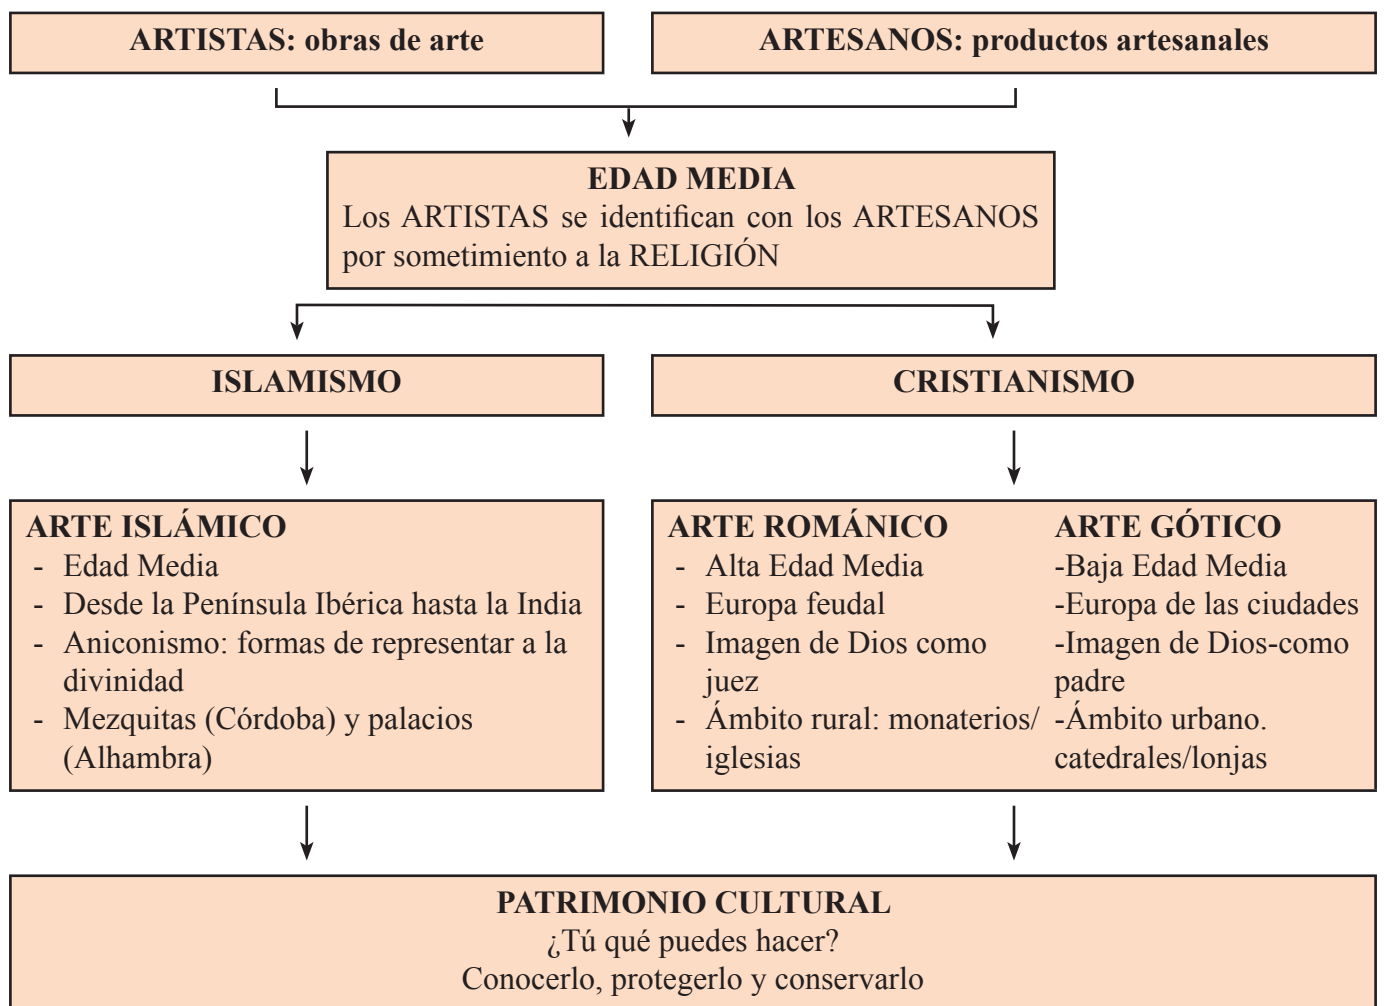 ARTISTAS: obras de arte
ARTESANOS: productos artesanales
EDAD MEDIA
Los ARTISTAS se identifican con los ARTESANOS
por sometimiento a la RELIGIÓN
ISLAMISMO
CRISTIANISMO
ARTE ISLÁMICO
- Edad Media
- Desde la Península Ibérica hasta la India
- Aniconismo: formas de representar a la
divinidad
- Mezquitas (Córdoba) y palacios
(Alhambra)
ARTE ROMÁNICO
- Alta Edad Media
- Europa feudal
- Imagen de Dios como
juez
- Ámbito rural: monaterios/
iglesias
ARTE GÓTICO
-Baja Edad Media
-Europa de las ciudades
-Imagen de Dios-como
padre
-Ámbito urbano.
catedrales/lonjas
PATRIMONIO CULTURAL
¿Tú qué puedes hacer?
Conocerlo, protegerlo y conservarlo